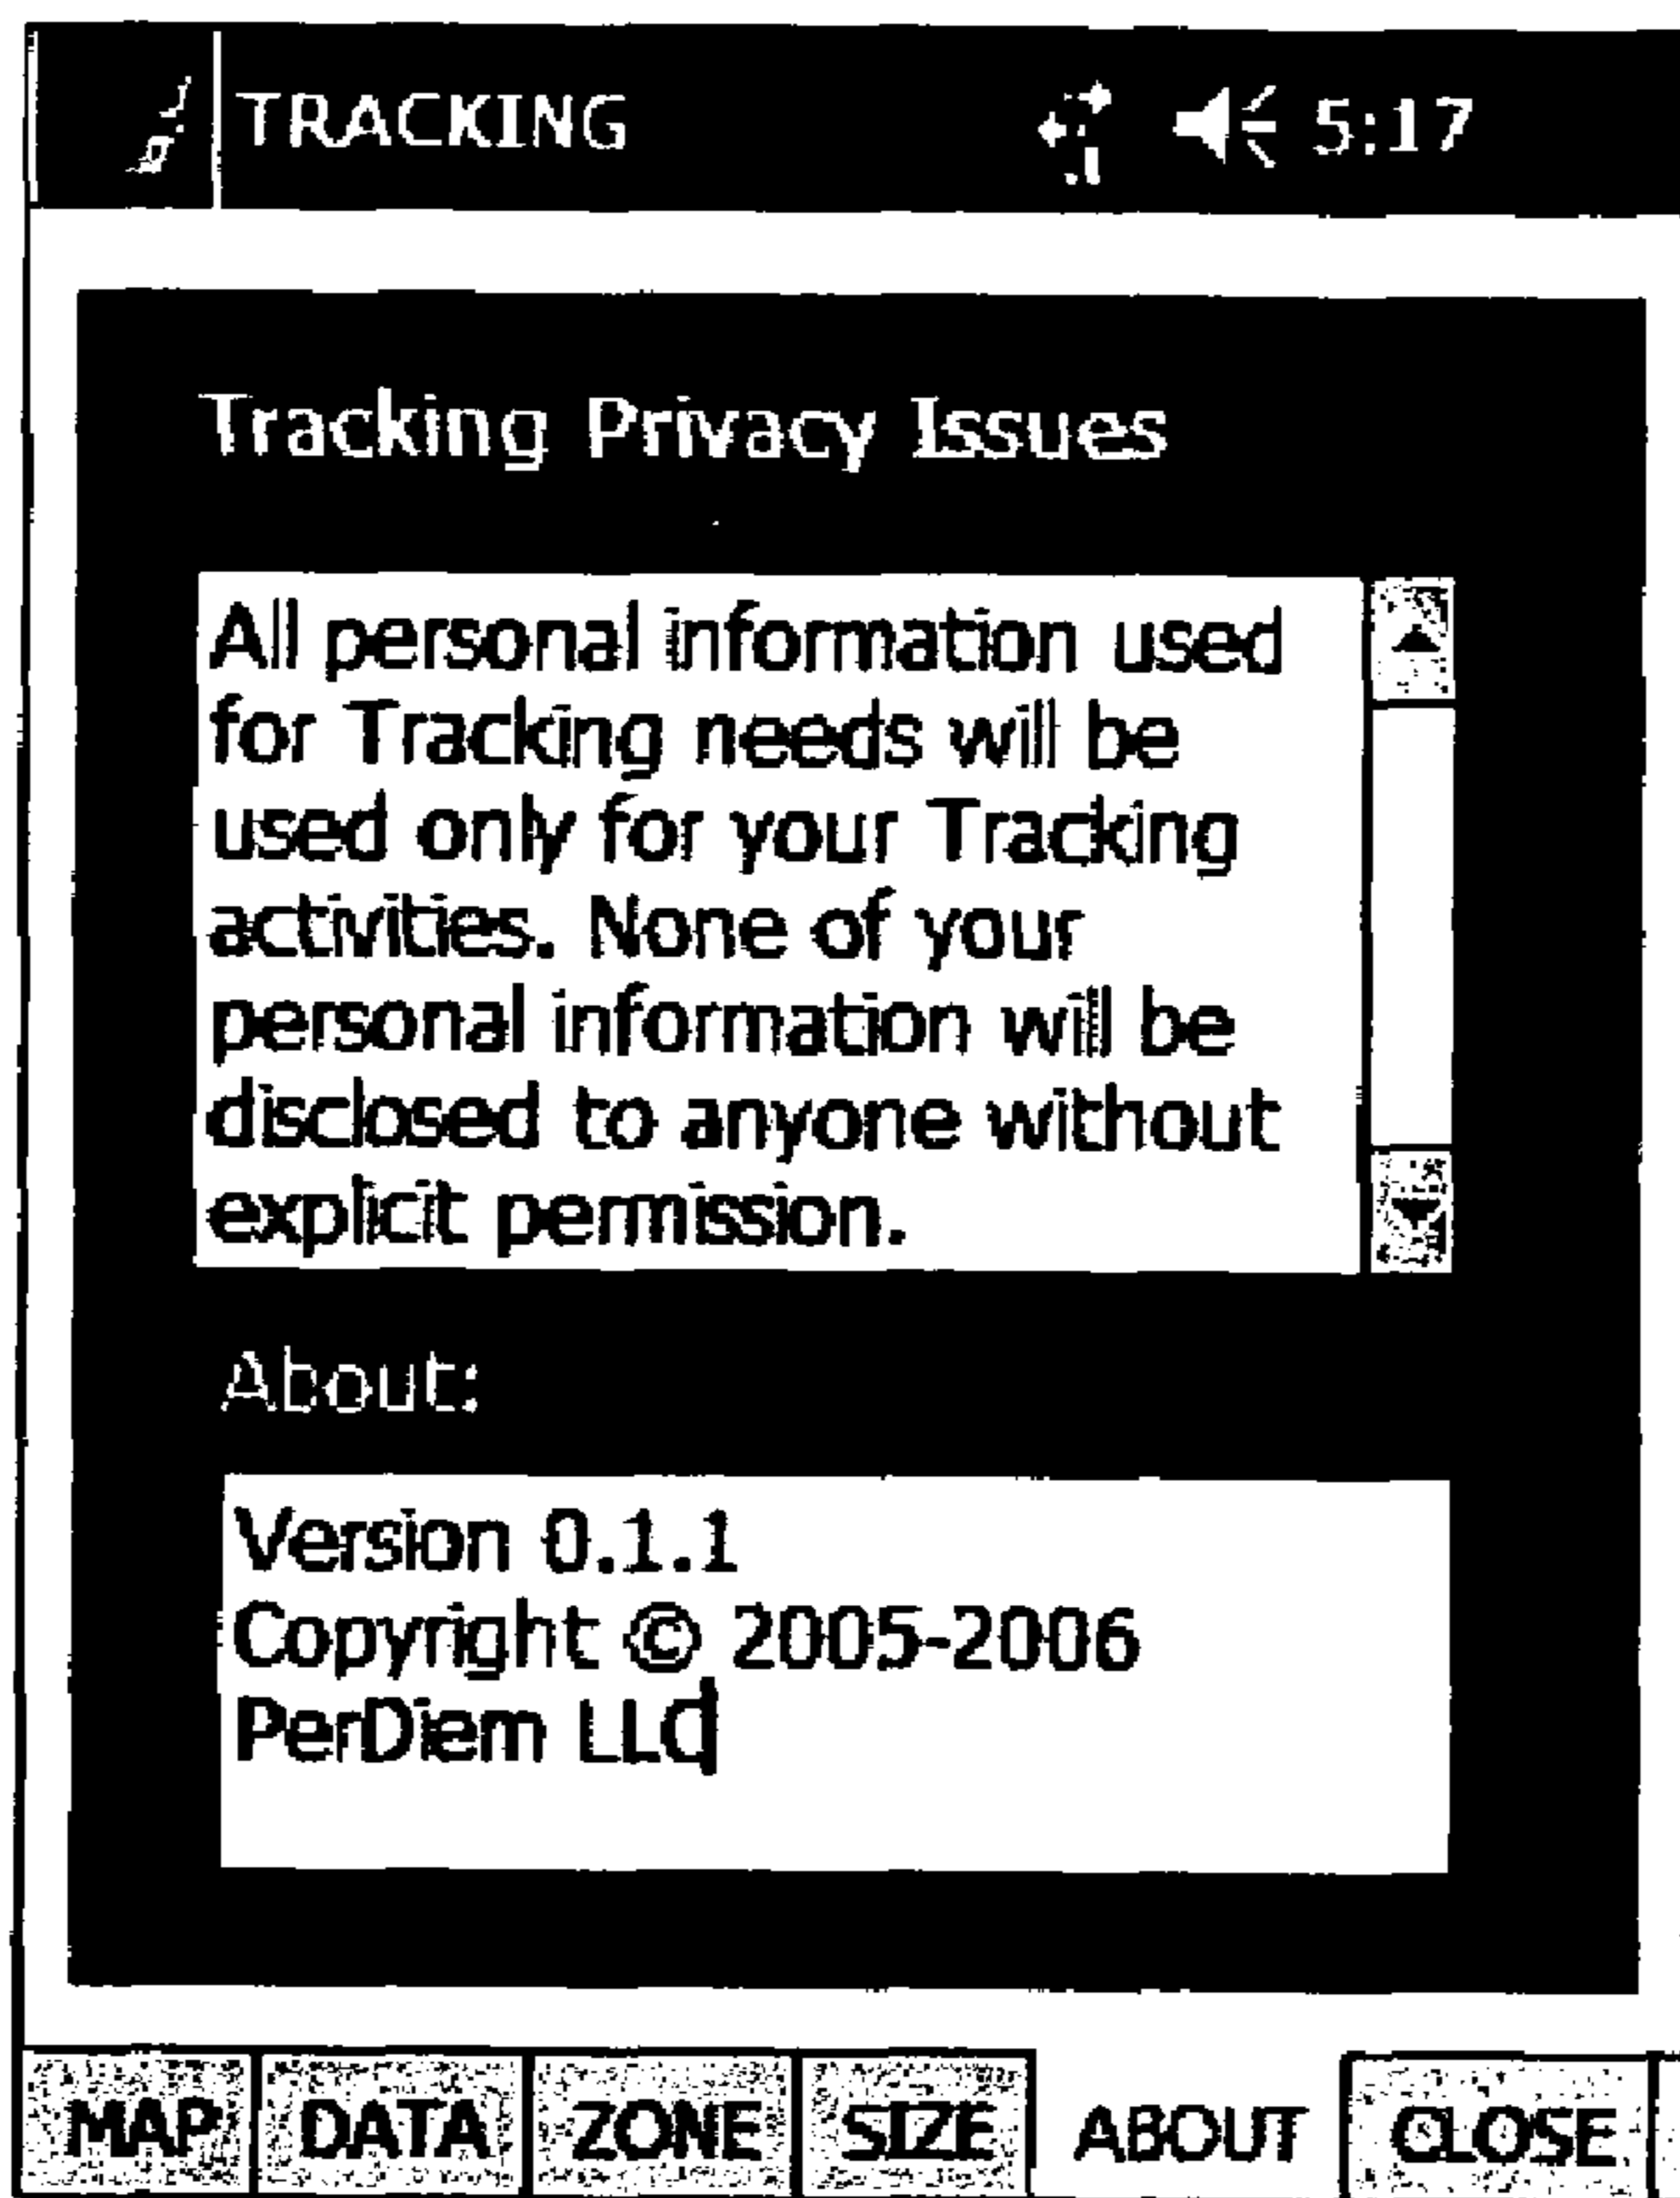 TRACKING 5:17
Tracking Privacy Issues
All personal information used
for Tracking needs will be
used only for your Tracking
activities. None of your
personal information will be
disclosed to anyone without
explicit permission.
About:
Version 0.1.1
Copyright © 2005-2006
PerDiem LLC
MAP DATA ZONE SIZE ABOUT CLOSE